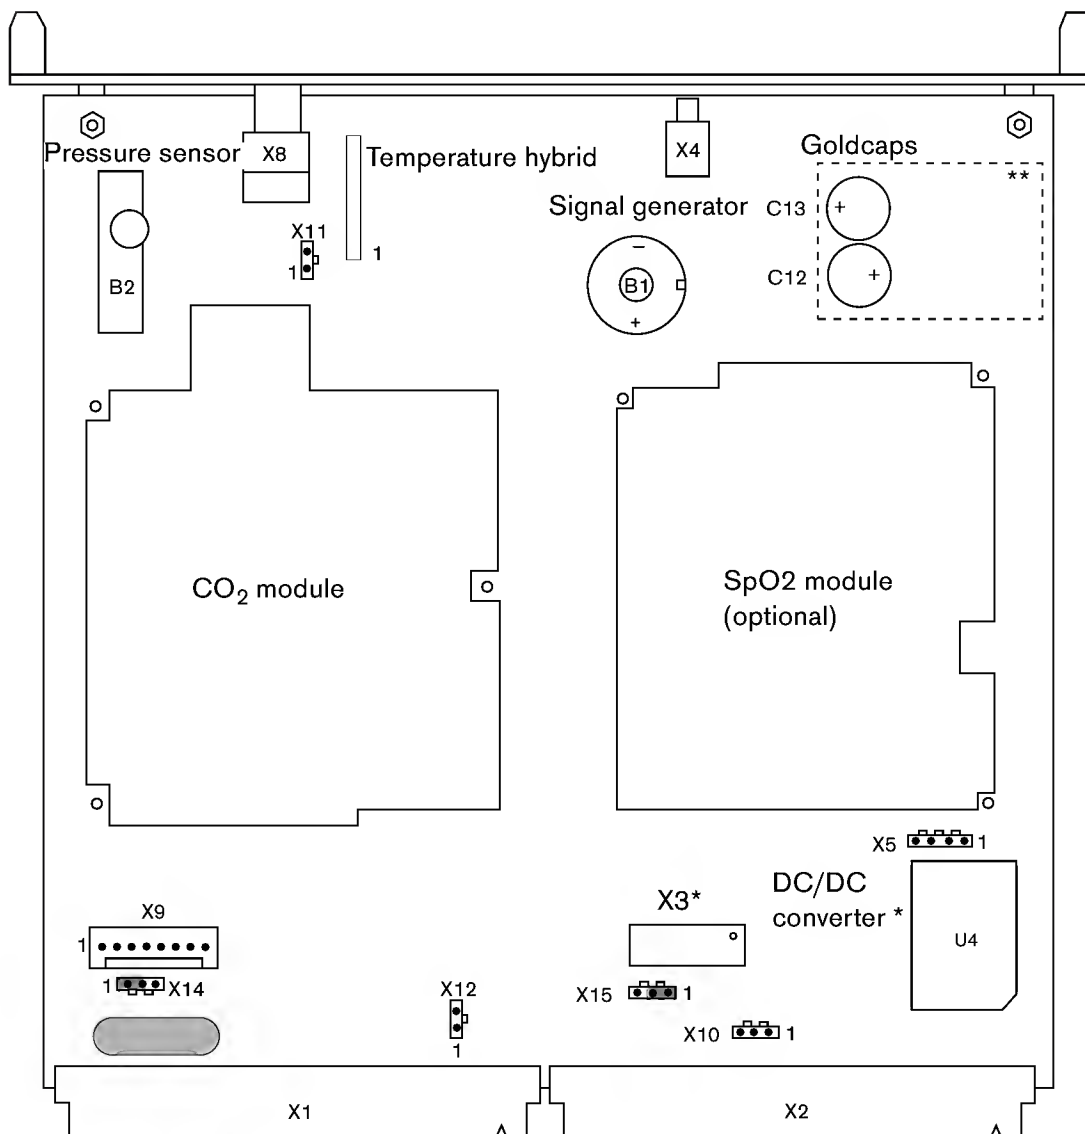 Goldcaps
Pressure sensor
X8
Temperature hybrid
X4
**
Signal generator
C13
+
X11
1
1
−
B2
B1
C12
+
+
CO2 module
SpO2 module
(optional)
X5
1
DC/DC
converter *
X3*
X9
1
U4
1
X14
X12
X15
1
X10
1
1
X1
X2